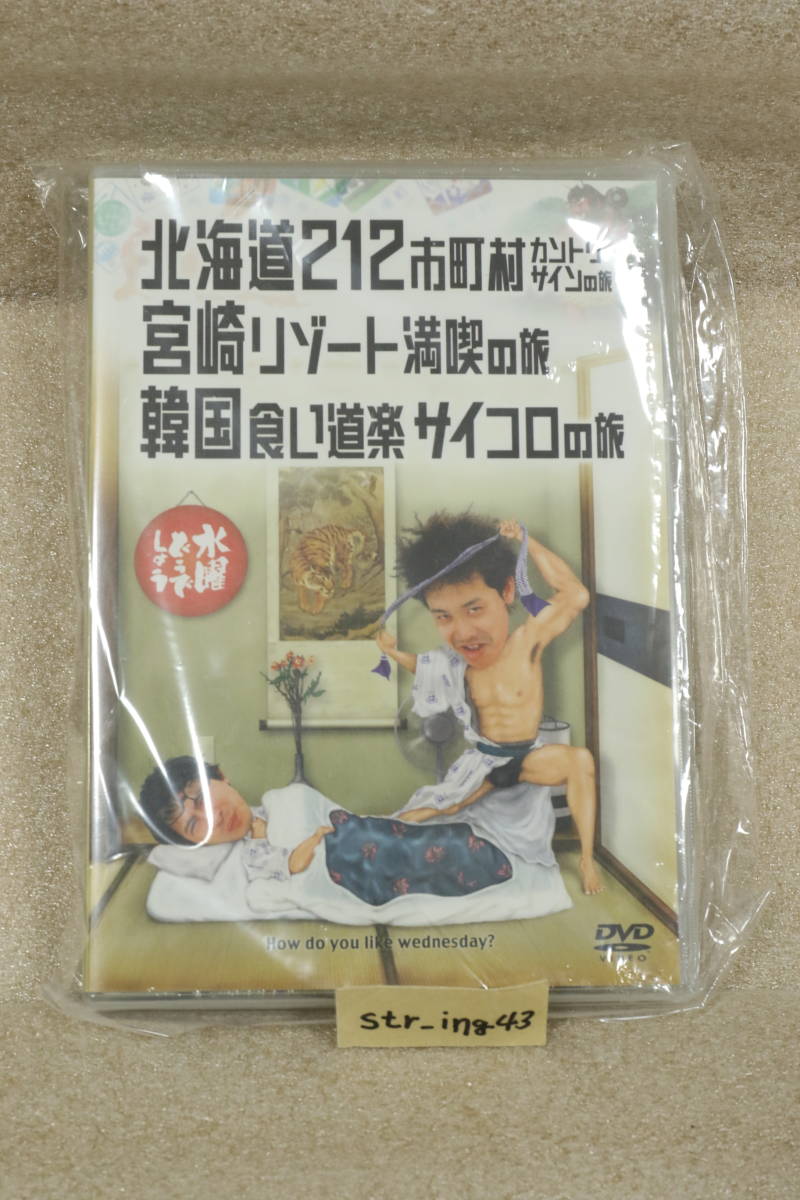 北海道212市町村カントリー
サインの旅
宮崎リゾート満喫の旅
韓国食い道楽サイコロの旅
水曜
どうで
しょう
How do you like wednesday?
DVD
VIDEO
str_ing43